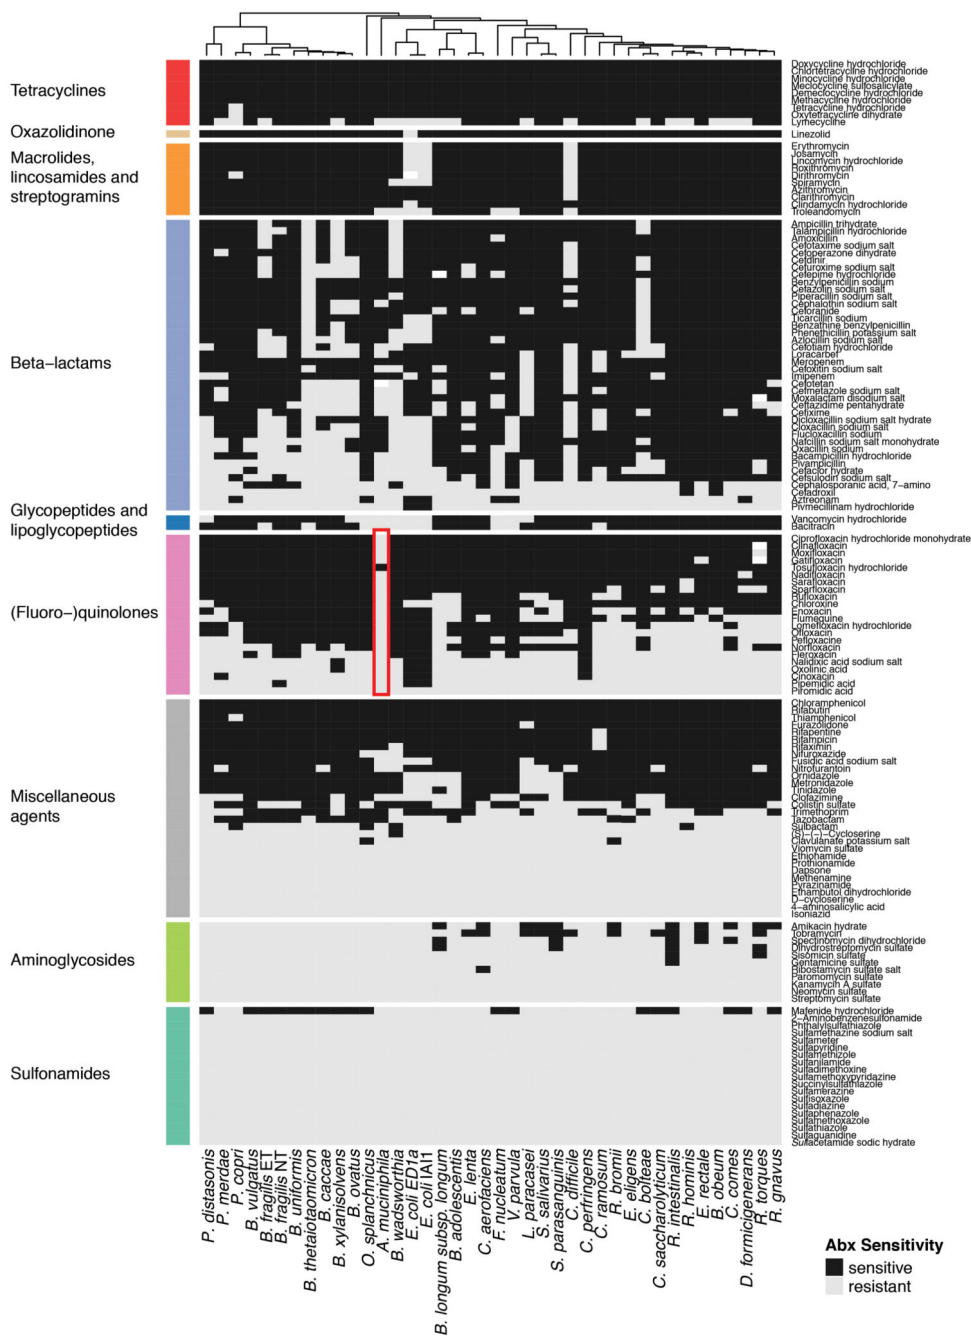 Tetracyclines
Oxazolidinone
Macrolides,
lincosamides and
streptogramins
Beta−lactams
Glycopeptides and
lipoglycopeptides
(Fluoro−)quinolones
Miscellaneous
agents
Aminoglycosides
Sulfonamides
Doxycycline hydrochloride
Chlortetracycline hydrochloride
Minocycline hydrochloride
Meclocycline sulfosalicylate
Demeclocycline hydrochloride
Methacycline hydrochloride
Tetracycline hydrochloride
Oxytetracycline dihydrate
Lymecycline
Linezolid
Erythromycin
Josamycin
Lincomycin hydrochloride
Roxithromycin
Dirithromycin
Spiramycin
Azithromycin
Clarithromycin
Clindamycin hydrochloride
Troleandomycin
Ampicillin trihydrate
Talampicillin hydrochloride
Amoxicillin
Cefotaxime sodium salt
Cefoperazone dihydrate
Cefdinir
Cefuroxime sodium salt
Cefepime hydrochloride
Benzylpenicillin sodium
Cefazolin sodium salt
Piperacillin sodium salt
Cephalothin sodium salt
Ceforanide
Ticarcillin sodium
Benzathine benzylpenicillin
Phenethicillin potassium salt
Azlocillin sodium salt
Cefotiam hydrochloride
Loracarbef
Meropenem
Cefoxitin sodium salt
Imipenem
Cefotetan
Cefmetazole sodium salt
Moxalactam disodium salt
Ceftazidime pentahydrate
Cefixime
Dicloxacillin sodium salt hydrate
Cloxacillin sodium salt
Flucloxacillin sodium
Nafcillin sodium salt monohydrate
Oxacillin sodium
Bacampicillin hydrochloride
Pivampicillin
Cefaclor hydrate
Cefsulodin sodium salt
Cephalosporanic acid, 7−amino
Cefadroxil
Aztreonam
Pivmecillinam hydrochloride
Vancomycin hydrochloride
Bacitracin
Ciprofloxacin hydrochloride monohydrate
Clinafloxacin
Moxifloxacin
Gatifloxacin
Tosufloxacin hydrochloride
Nadifloxacin
Sarafloxacin
Sparfloxacin
Rufloxacin
Chloroxine
Enoxacin
Flumequine
Lomefloxacin hydrochloride
Ofloxacin
Pefloxacine
Norfloxacin
Fleroxacin
Nalidixic acid sodium salt
Oxolinic acid
Cinoxacin
Pipemidic acid
Piromidic acid
Chloramphenicol
Rifabutin
Thiamphenicol
Furazolidone
Rifapentine
Rifampicin
Rifaximin
Nifuroxazide
Fusidic acid sodium salt
Nitrofurantoin
Ornidazole
Metronidazole
Tinidazole
Clofazimine
Colistin sulfate
Trimethoprim
Tazobactam
Sulbactam
(S)−(−)−Cycloserine
Clavulanate potassium salt
Viomycin sulfate
Ethionamide
Prothionamide
Dapsone
Methenamine
Pyrazinamide
Ethambutol dihydrochloride
D−cycloserine
4−aminosalicylic acid
Isoniazid
Amikacin hydrate
Tobramycin
Spectinomycin dihydrochloride
Dihydrostreptomycin sulfate
Sisomicin sulfate
Gentamicine sulfate
Ribostamycin sulfate salt
Paromomycin sulfate
Kanamycin A sulfate
Neomycin sulfate
Streptomycin sulfate
Mafenide hydrochloride
2−Aminobenzenesulfonamide
Phthalylsulfathiazole
Sulfamethazine sodium salt
Sulfameter
Sulfapyridine
Sulfamethizole
Sulfanilamide
Sulfadimethoxine
Sulfamethoxypyridazine
Succinylsulfathiazole
Sulfamerazine
Sulfisoxazole
Sulfadiazine
Sulfaphenazole
Sulfamethoxazole
Sulfathiazole
Sulfaguanidine
Sulfacetamide sodic hydrate
P. distasonis
P. merdae
P. copri
B. vulgatus
B. fragilis ET
B. fragilis NT
B. uniformis
B. thetaiotaomicron
B. caccae
B. xylanisolvens
B. ovatus
O. splanchnicus
A. muciniphila
B. wadsworthia
E. coli ED1a
E. coli IAI1
B. longum subsp. longum
B. adolescentis
E. lenta
C. aerofaciens
F. nucleatum
V. parvula
L. paracasei
S. salivarius
S. parasanguinis
C. difficile
C. perfringens
C. ramosum
R. bromii
E. eligens
C. bolteae
C. saccharolyticum
R. intestinalis
R. hominis
E. rectale
B. obeum
C. comes
D. formicigenerans
R. torques
R. gnavus
Abx Sensitivity
sensitive
resistant